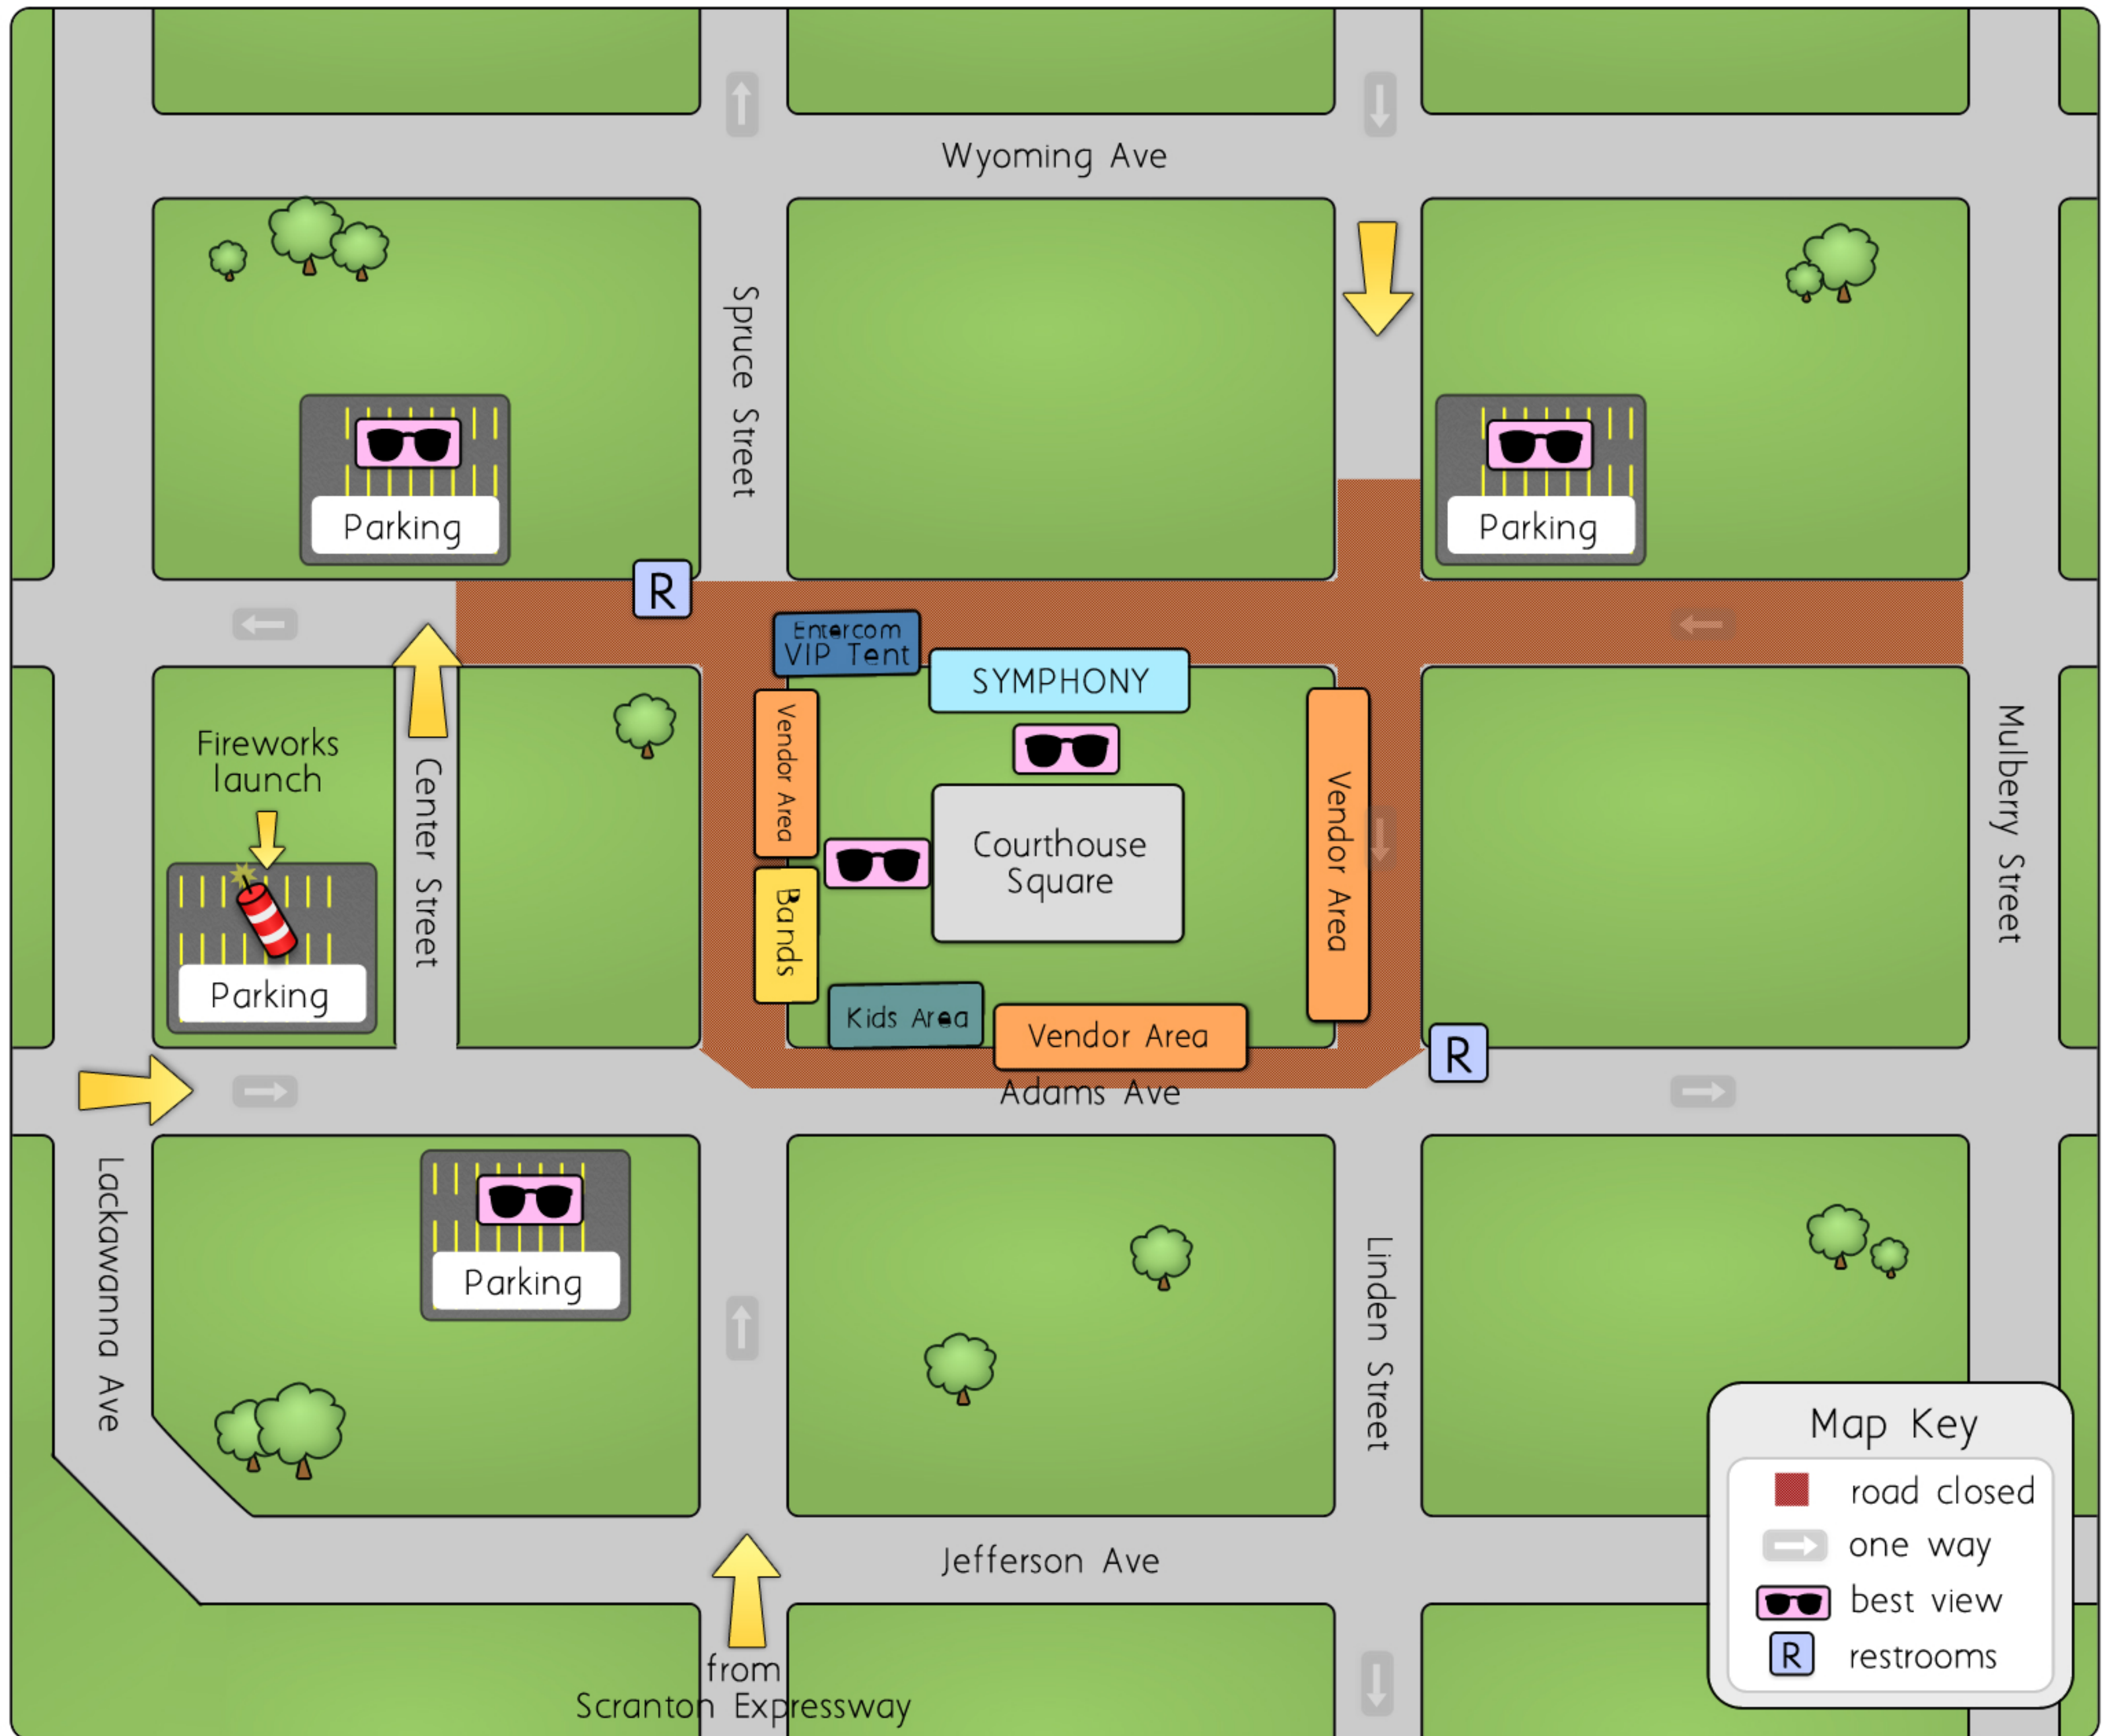 Wyoming Ave
Spruce Street
Parking
Parking
R
Entercom
VIP Tent
SYMPHONY
Fireworks
launch
Center Street
Vendor Area
Courthouse
Square
Vendor Area
Mulberry Street
Bands
Parking
Kids Area
Vendor Area
R
Adams Ave
Lackawanna Ave
Parking
Linden Street
Jefferson Ave
from
Scranton Expressway
Map Key
road closed
one way
best view
R restrooms